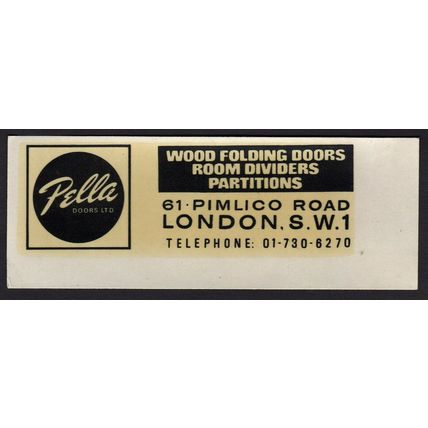 Pella
DOORS LTD
WOOD FOLDING DOORS
ROOM DIVIDERS
PARTITIONS
61·PIMLICO ROAD
LONDON, S.W.1
TELEPHONE: 01-730-6270